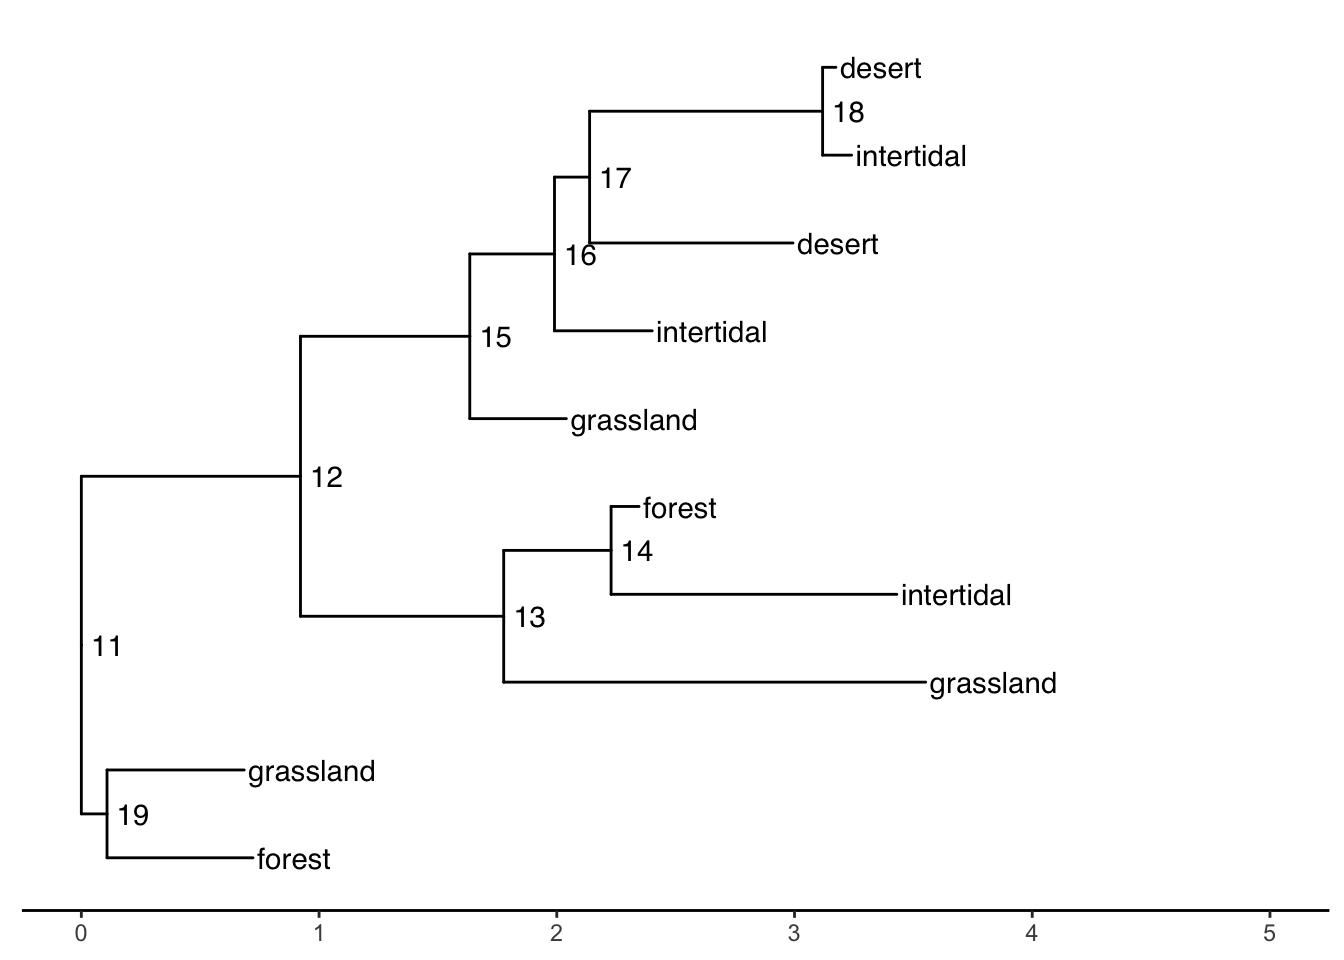 desert
18
intertidal
17
desert
16
intertidal
15
grassland
12
forest
14
intertidal
13
11
grassland
grassland
19
forest
0 1 2 3 4 5